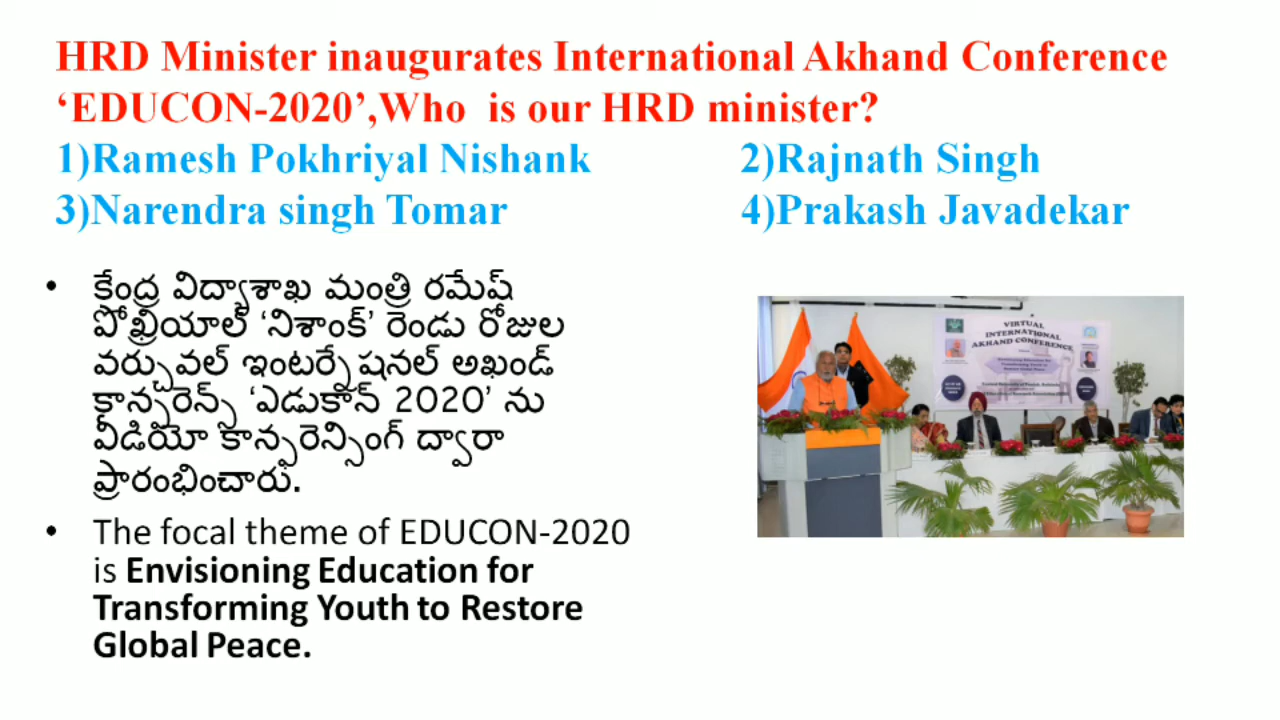 HRD Minister inaugurates International Akhand Conference
‘EDUCON-2020’,Who is our HRD minister?
1)Ramesh Pokhriyal Nishank 2)Rajnath Singh
3)Narendra singh Tomar 4)Prakash Javadekar
• కేంద్ర విద్యాశాఖ మంత్రి రమేష్
పోఖ్రియాల్ ‘నిశాంక్’ రెండు రోజుల
వర్చువల్ ఇంటర్నేషనల్ అఖండ్
కాన్ఫరెన్స్ ‘ఎడుకాన్ 2020’ ను
వీడియో కాన్ఫరెన్సింగ్ ద్వారా
ప్రారంభించారు.
• The focal theme of EDUCON-2020
is Envisioning Education for
Transforming Youth to Restore
Global Peace.
VIRTUAL
INTERNATIONAL
AKHAND CONFERENCE